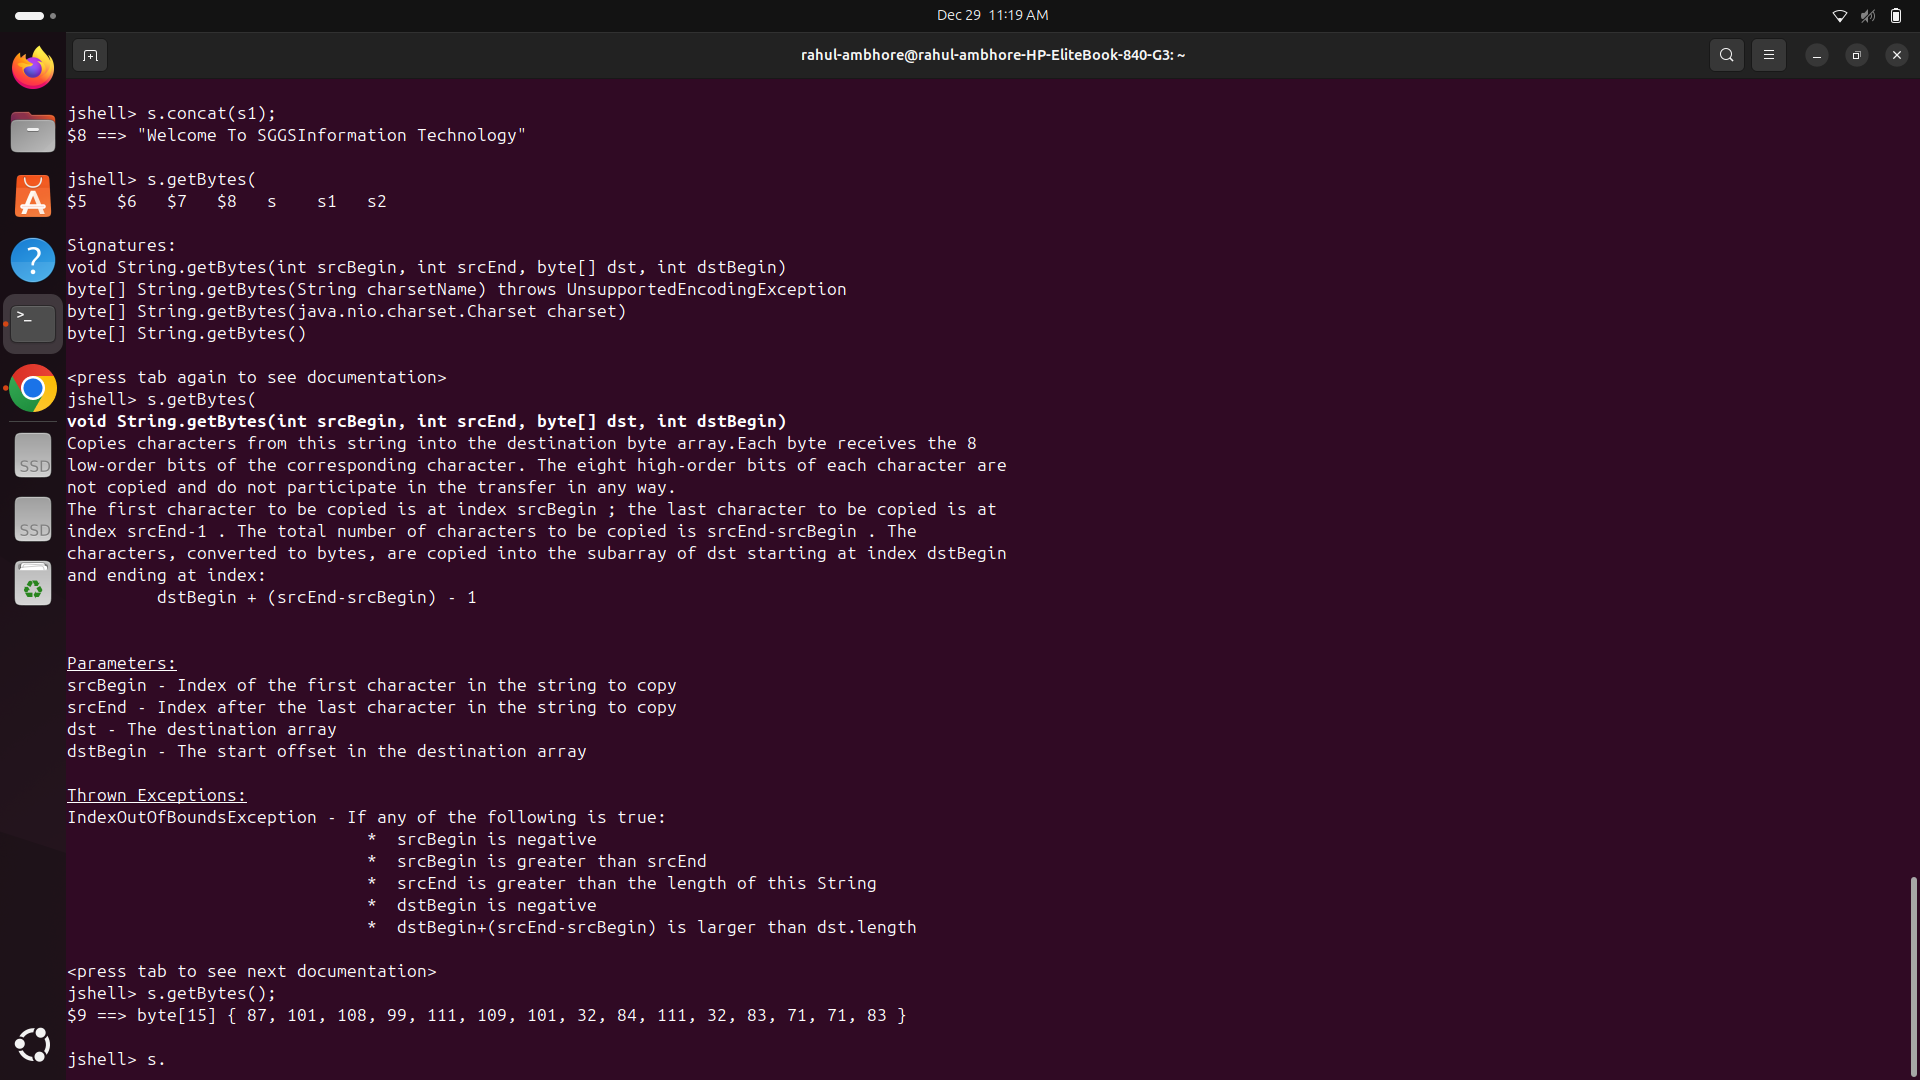 Dec 29  11:19 AM
rahul-ambhore@rahul-ambhore-HP-EliteBook-840-G3: ~
jshell> s.concat(s1);
$8 ==> "Welcome To SGGSInformation Technology"
jshell> s.getBytes(
$5   $6   $7   $8   s    s1   s2
Signatures:
void String.getBytes(int srcBegin, int srcEnd, byte[] dst, int dstBegin)
byte[] String.getBytes(String charsetName) throws UnsupportedEncodingException
byte[] String.getBytes(java.nio.charset.Charset charset)
byte[] String.getBytes()
<press tab again to see documentation>
jshell> s.getBytes(
void String.getBytes(int srcBegin, int srcEnd, byte[] dst, int dstBegin)
Copies characters from this string into the destination byte array.Each byte receives the 8
low-order bits of the corresponding character. The eight high-order bits of each character are
not copied and do not participate in the transfer in any way.
The first character to be copied is at index srcBegin ; the last character to be copied is at
index srcEnd-1 . The total number of characters to be copied is srcEnd-srcBegin . The
characters, converted to bytes, are copied into the subarray of dst starting at index dstBegin
and ending at index:
dstBegin + (srcEnd-srcBegin) - 1
Parameters:
srcBegin - Index of the first character in the string to copy
srcEnd - Index after the last character in the string to copy
dst - The destination array
dstBegin - The start offset in the destination array
Thrown Exceptions:
IndexOutOfBoundsException - If any of the following is true:
*  srcBegin is negative
*  srcBegin is greater than srcEnd
*  srcEnd is greater than the length of this String
*  dstBegin is negative
*  dstBegin+(srcEnd-srcBegin) is larger than dst.length
<press tab to see next documentation>
jshell> s.getBytes();
$9 ==> byte[15] { 87, 101, 108, 99, 111, 109, 101, 32, 84, 111, 32, 83, 71, 71, 83 }
jshell> s.
SSD
SSD